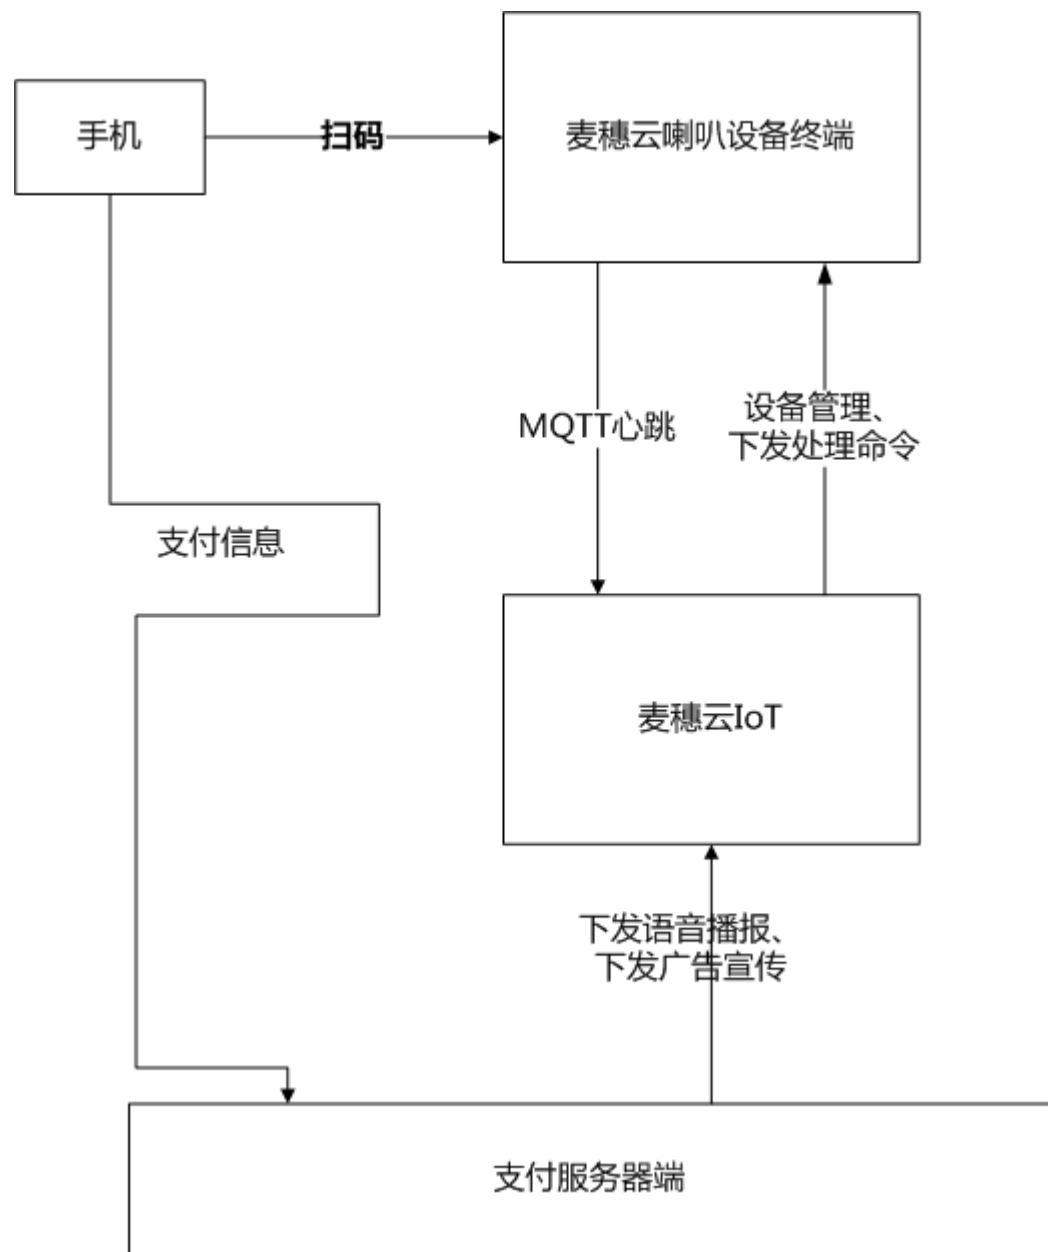 手机
扫码
麦穗云喇叭设备终端
MQTT心跳
设备管理、
下发处理命令
支付信息
麦穗云IoT
下发语音播报、
下发广告宣传
支付服务器端